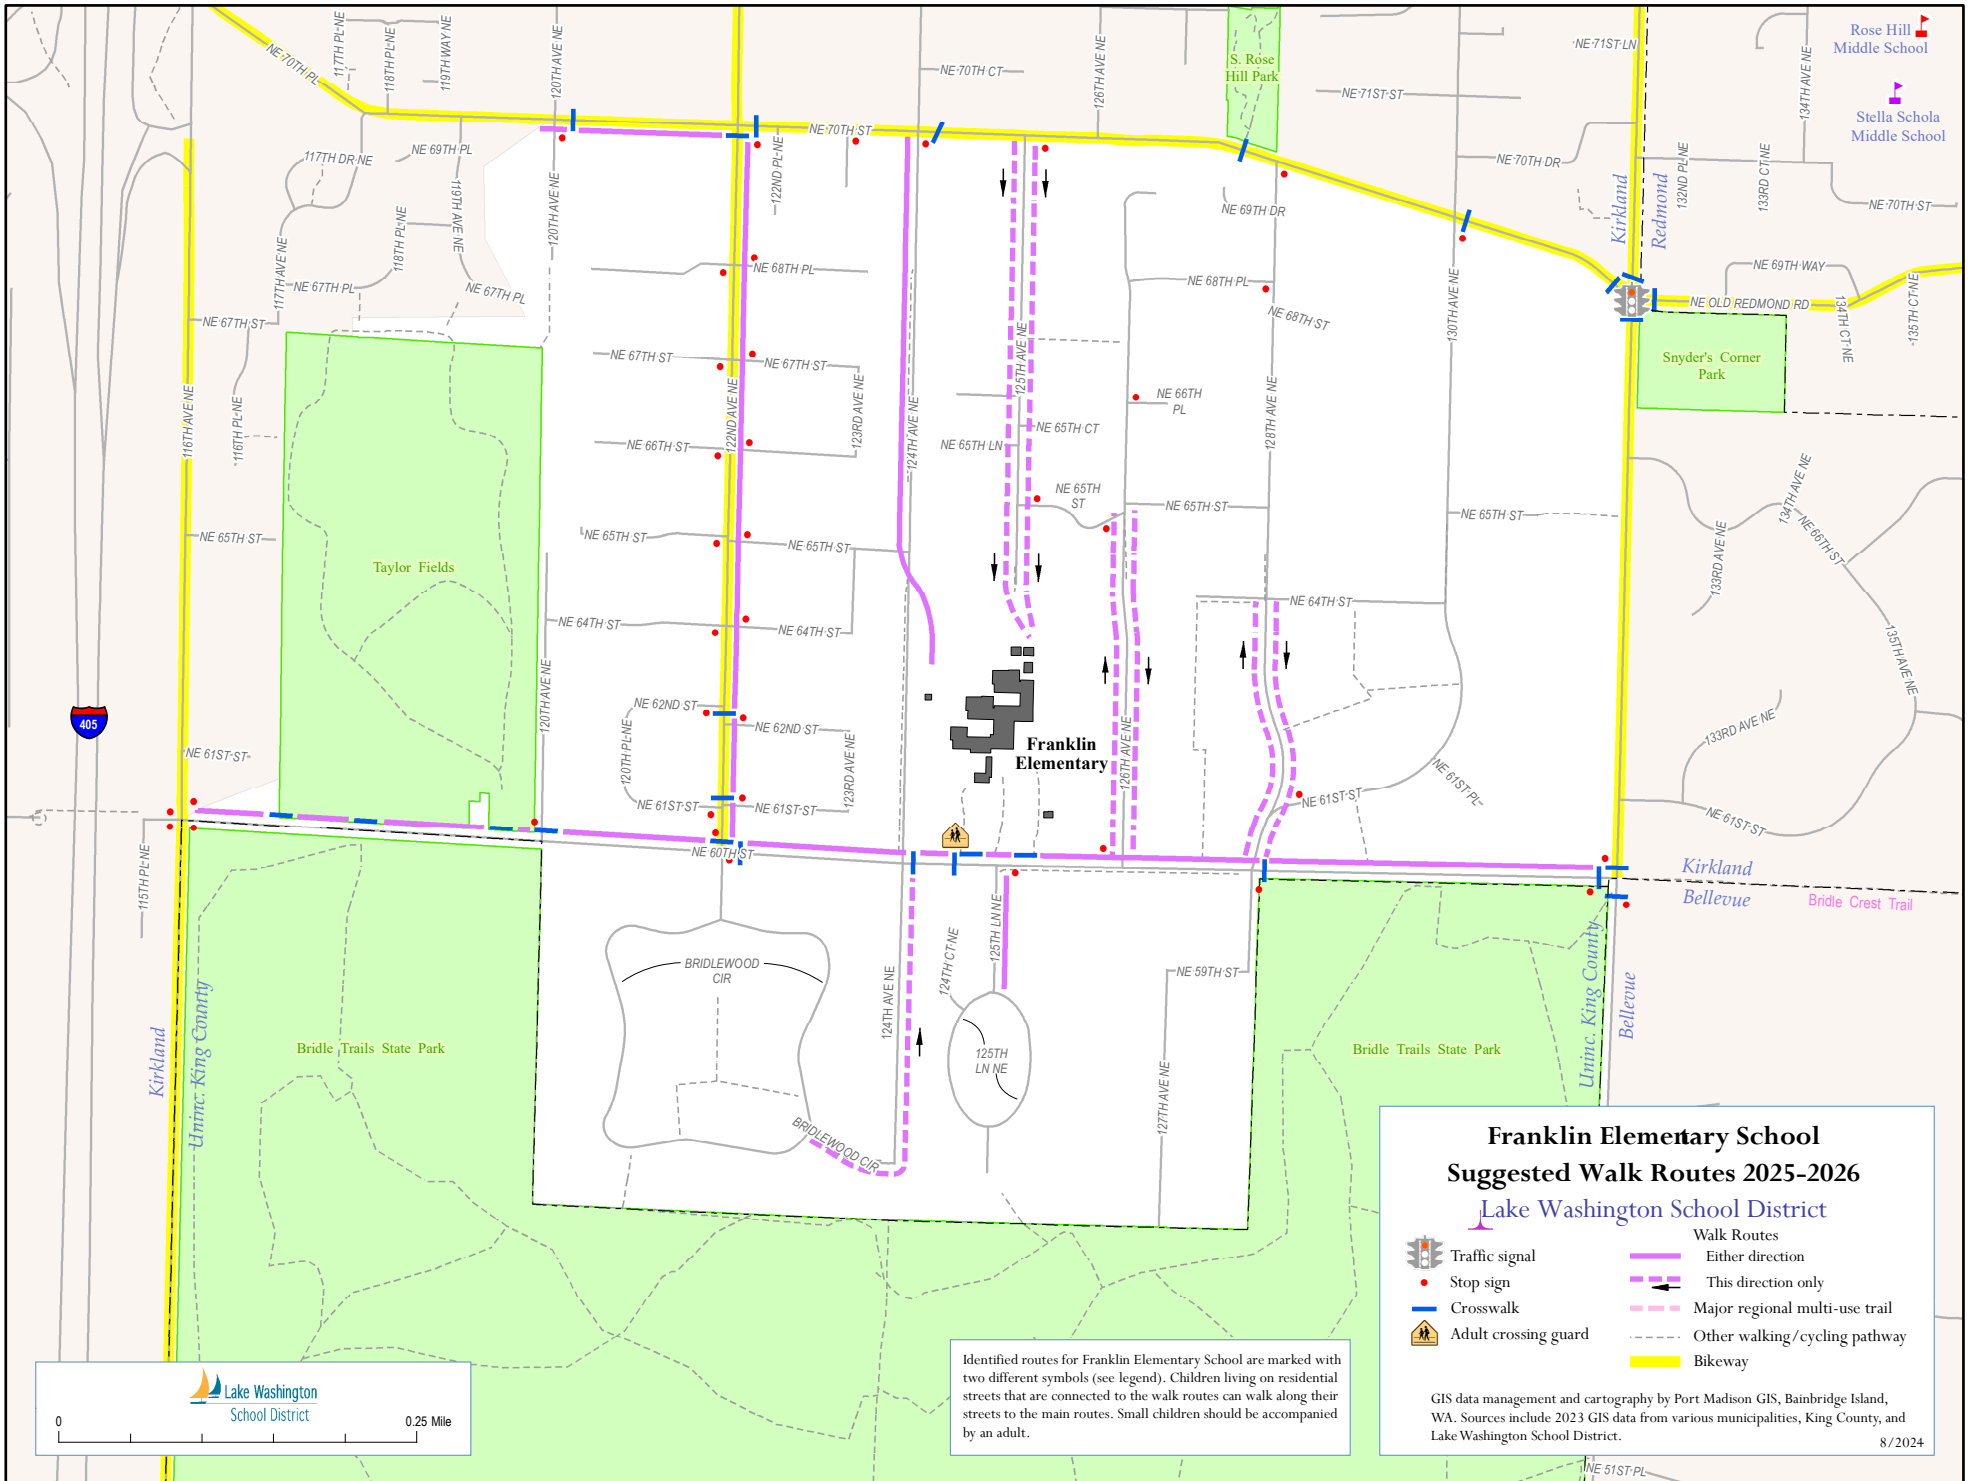 NE 70TH PL
117TH PL NE
118TH PL NE
119TH WAY NE
120TH AVE NE
NE 70TH CT
126TH AVE NE
S. Rose
Hill Park
NE 71ST ST
NE 71ST LN
134TH AVE NE
Rose Hill
Middle School
Stella Schola
Middle School
NE 70TH ST
117TH DR NE
NE 69TH PL
119TH AVE NE
118TH PL NE
117TH AVE NE
NE 67TH PL
NE 67TH PL
120TH AVE NE
122ND PL NE
NE 69TH DR
NE 70TH DR
Kirkland
Redmond
132ND PL NE
133RD CT NE
NE 70TH ST
NE 68TH PL
NE 68TH PL
NE 68TH ST
130TH AVE NE
NE 69TH WAY
NE OLD REDMOND RD
134TH CT NE
135TH CT NE
NE 67TH ST
116TH AVE NE
116TH PL NE
NE 67TH ST
NE 67TH ST
122ND AVE NE
123RD AVE NE
124TH AVE NE
125TH AVE NE
NE 66TH
PL
128TH AVE NE
Snyder's Corner
Park
NE 66TH ST
NE 65TH LN
NE 65TH CT
NE 65TH
ST
NE 65TH ST
NE 65TH ST
134TH AVE NE
NE 66TH ST
133RD AVE NE
NE 65TH ST
Taylor Fields
NE 65TH ST
NE 65TH ST
NE 64TH ST
NE 64TH ST
NE 64TH ST
135TH AVE NE
405
120TH AVE NE
NE 62ND ST
NE 62ND ST
120TH PL NE
123RD AVE NE
NE 61ST ST
NE 61ST ST
NE 61ST ST
Franklin
Elementary
126TH AVE NE
NE 61ST ST
NE 61ST PL
133RD AVE NE
NE 61ST ST
NE 60TH ST
115TH PL NE
Kirkland
Bellevue
Bridle Crest Trail
BRIDLEWOOD
CIR
124TH AVE NE
124TH CT NE
125TH LN NE
NE 59TH ST
Kirkland
Uninc. King County
Bridle Trails State Park
125TH
LN NE
Bridle Trails State Park
Uninc. King County
Bellevue
BRIDLEWOOD CIR
127TH AVE NE
Franklin Elementary School
Suggested Walk Routes 2025-2026
Lake Washington School District
Traffic signal
Stop sign
Crosswalk
Adult crossing guard
Walk Routes
Either direction
This direction only
Major regional multi-use trail
Other walking/cycling pathway
Bikeway
GIS data management and cartography by Port Madison GIS, Bainbridge Island,
WA. Sources include 2023 GIS data from various municipalities, King County, and
Lake Washington School District.
8/2024
Identified routes for Franklin Elementary School are marked with
two different symbols (see legend). Children living on residential
streets that are connected to the walk routes can walk along their
streets to the main routes. Small children should be accompanied
by an adult.
Lake Washington
School District
0
0.25 Mile
NE 51ST PL